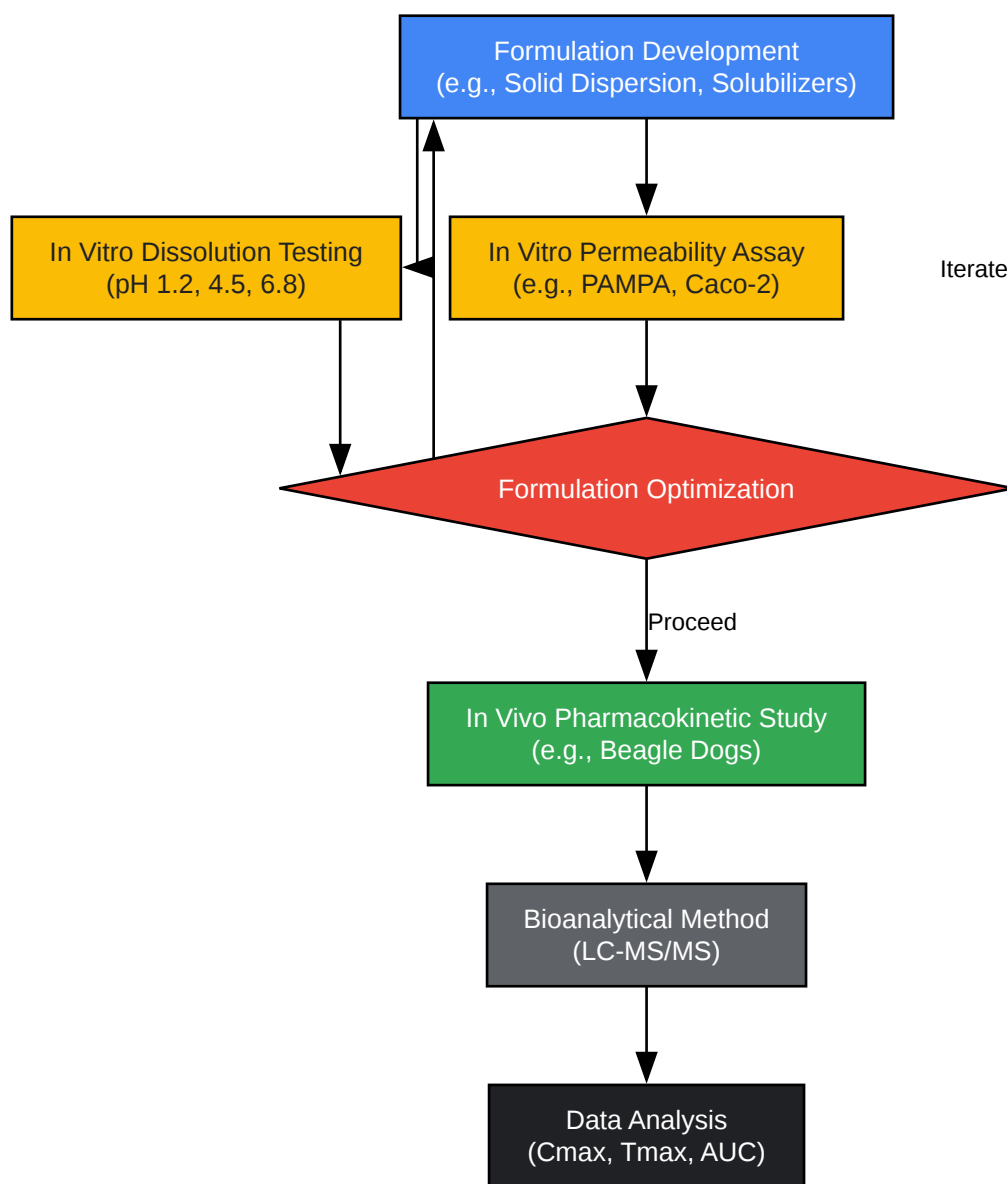 Formulation Development
(e.g., Solid Dispersion, Solubilizers)
In Vitro Dissolution Testing
(pH 1.2, 4.5, 6.8)
In Vitro Permeability Assay
(e.g., PAMPA, Caco-2)
Iterate
Formulation Optimization
Proceed
In Vivo Pharmacokinetic Study
(e.g., Beagle Dogs)
Bioanalytical Method
(LC-MS/MS)
Data Analysis
(Cmax, Tmax, AUC)